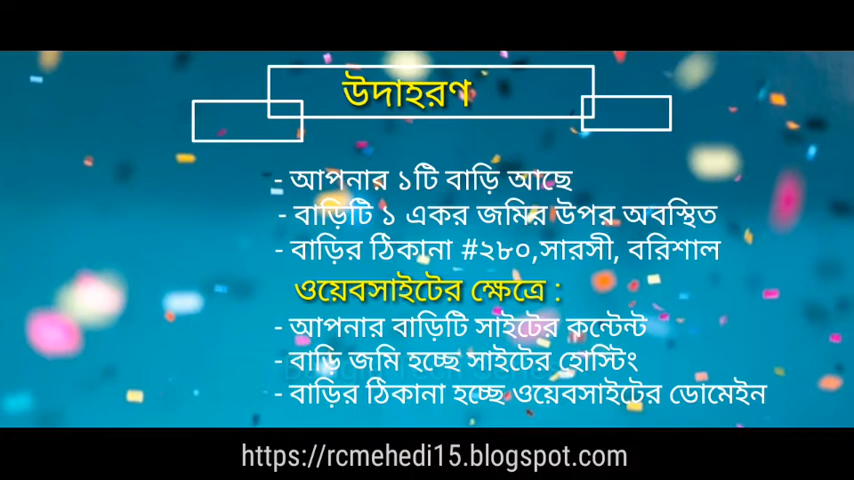 উদাহরণ
- আপনার ১টি বাড়ি আছে
- বাড়িটি ১ একর জমির উপর অবস্থিত
- বাড়ির ঠিকানা #২৮০,সারসী, বরিশাল
ওয়েবসাইটের ক্ষেত্রে :
- আপনার বাড়িটি সাইটের কন্টেন্ট
- বাড়ি জমি হচ্ছে সাইটের হোস্টিং
- বাড়ির ঠিকানা হচ্ছে ওয়েবসাইটের ডোমেইন
https://rcmehedi15.blogspot.com